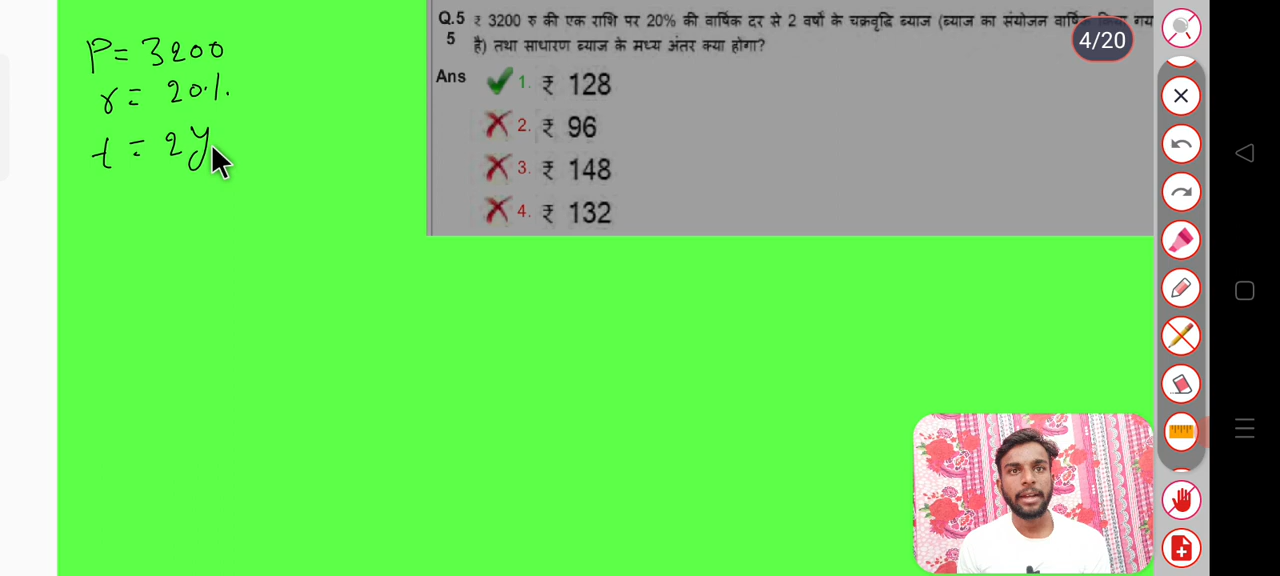 P = 3200
r = 20%
t = 2y
Q.5 ₹ 3200 रु की एक राशि पर 20% की वार्षिक दर से 2 वर्षो के चक्रवृद्धि ब्याज (ब्याज का संयोजन वार्षिक किया गय
5 है) तथा साधारण ब्याज के मध्य अंतर क्या होगा?
4/20
Ans 1. ₹ 128
2. ₹ 96
3. ₹ 148
4. ₹ 132